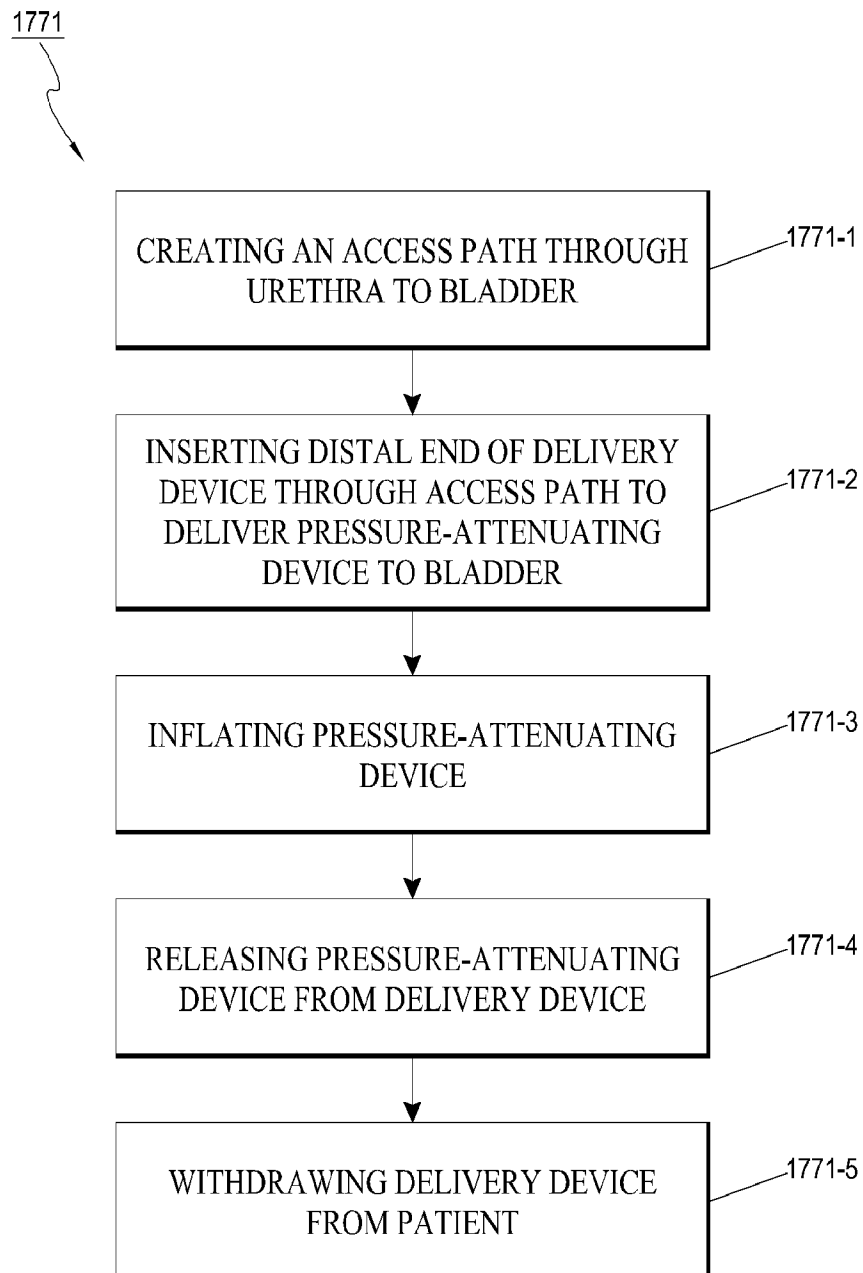 1771
CREATING AN ACCESS PATH THROUGH
URETHRA TO BLADDER
1771-1
INSERTING DISTAL END OF DELIVERY
DEVICE THROUGH ACCESS PATH TO
DELIVER PRESSURE-ATTENUATING
DEVICE TO BLADDER
1771-2
INFLATING PRESSURE-ATTENUATING
DEVICE
1771-3
RELEASING PRESSURE-ATTENUATING
DEVICE FROM DELIVERY DEVICE
1771-4
WITHDRAWING DELIVERY DEVICE
FROM PATIENT
1771-5